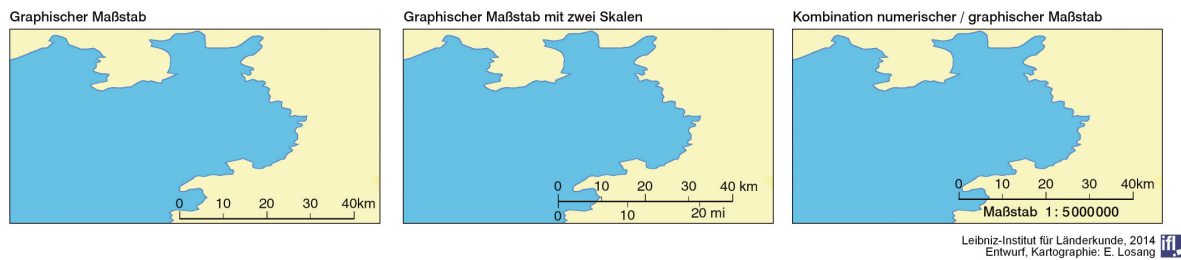 Graphischer Maßstab
0 10 20 30 40km
Graphischer Maßstab mit zwei Skalen
0 10 20 30 40 km
0 10 20 mi
Kombination numerischer / graphischer Maßstab
0 10 20 30 40km
Maßstab 1 : 5000000
Leibniz-Institut für Länderkunde, 2014
Entwurf, Kartographie: E. Losang
ifl